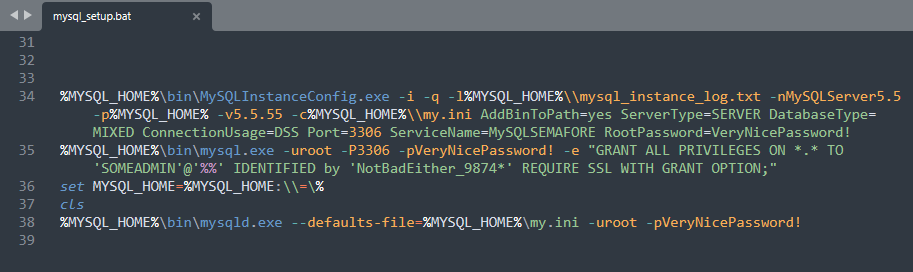 mysql_setup.bat
31
32
33
34 %MYSQL_HOME%\bin\MySQLInstanceConfig.exe -i -q -l%MYSQL_HOME%\\mysql_instance_log.txt -nMySQLServer5.5
-p%MYSQL_HOME% -v5.5.55 -c%MYSQL_HOME%\\my.ini AddBinToPath=yes ServerType=SERVER DatabaseType=
MIXED ConnectionUsage=DSS Port=3306 ServiceName=MySQLSEMAFORE RootPassword=VeryNicePassword!
35 %MYSQL_HOME%\bin\mysql.exe -uroot -P3306 -pVeryNicePassword! -e "GRANT ALL PRIVILEGES ON *.* TO
'SOMEADMIN'@'%%' IDENTIFIED by 'NotBadEither_9874*' REQUIRE SSL WITH GRANT OPTION;"
36 set MYSQL_HOME=%MYSQL_HOME:\\=\%
37 cls
38 %MYSQL_HOME%\bin\mysqld.exe --defaults-file=%MYSQL_HOME%\my.ini -uroot -pVeryNicePassword!
39